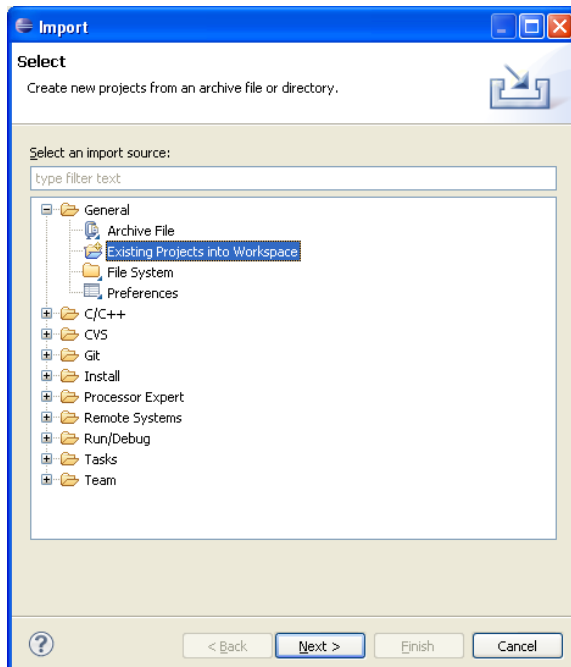 Import
Select
Create new projects from an archive file or directory.
Select an import source:
type filter text
General
Archive File
Existing Projects into Workspace
File System
Preferences
C/C++
CVS
Git
Install
Processor Expert
Remote Systems
Run/Debug
Tasks
Team
? < Back Next > Finish Cancel